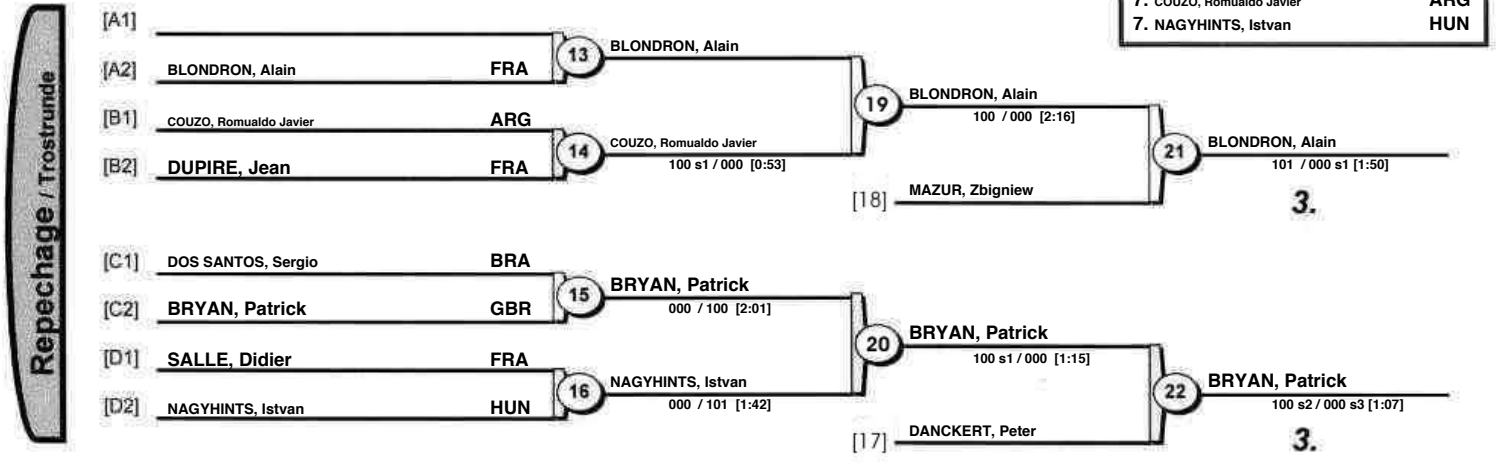 7. COUZO, Romualdo Javier ARG
7. NAGYHINTS, Istvan HUN
Repechage / Trostrunde
[A1]
[A2] BLONDRON, Alain FRA
13
BLONDRON, Alain
[B1] COUZO, Romualdo Javier ARG
[B2] DUPIRE, Jean FRA
14
COUZO, Romualdo Javier
100 s1 / 000 [0:53]
19
BLONDRON, Alain
100 / 000 [2:16]
[18] MAZUR, Zbigniew
21
BLONDRON, Alain
101 / 000 s1 [1:50]
3.
[C1] DOS SANTOS, Sergio BRA
[C2] BRYAN, Patrick GBR
15
BRYAN, Patrick
000 / 100 [2:01]
[D1] SALLE, Didier FRA
[D2] NAGYHINTS, Istvan HUN
16
NAGYHINTS, Istvan
000 / 101 [1:42]
20
BRYAN, Patrick
100 s1 / 000 [1:15]
[17] DANCKERT, Peter
22
BRYAN, Patrick
100 s2 / 000 s3 [1:07]
3.